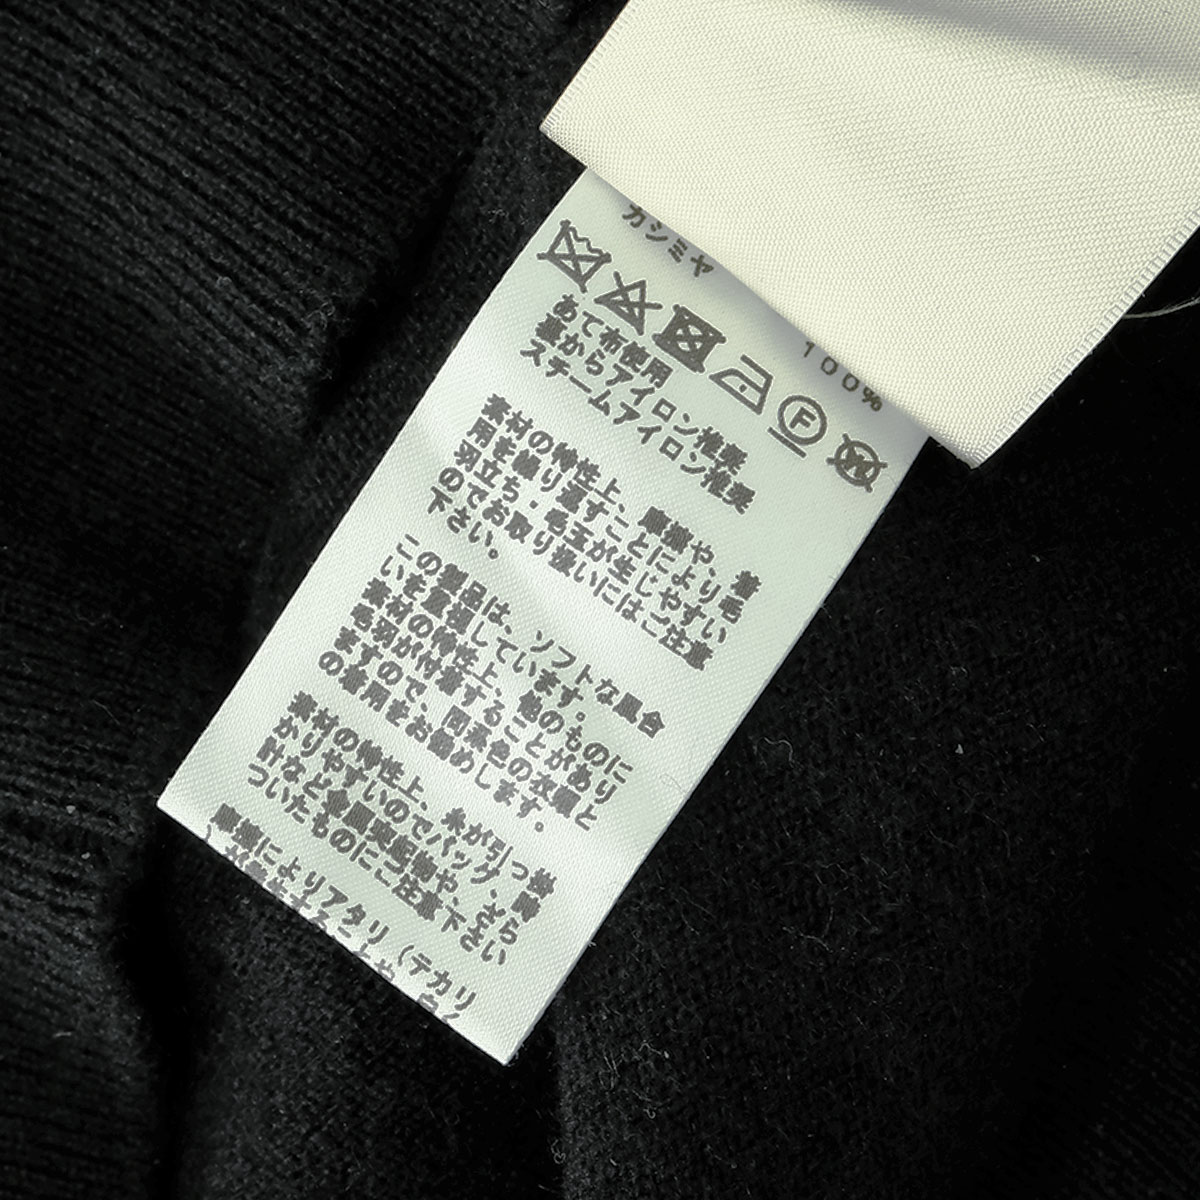 カシミヤ 100%
F
W
あて布使用
裏からアイロン推奨
スチームアイロン推奨
素材の特性上、摩擦や、着
用を繰り返すことにより毛
羽立ち・毛玉が生じやすい
のでお取り扱いにはご注意
下さい。
この製品は、ソフトな風合
いを重視しています。
素材の特性上、他のものに
毛羽が付着することがあり
ますので、同系色の衣類と
の着用をお勧めします。
素材の特性上、糸が引っ掛
かりやすいのでバッグ、時
計など金属突起物や、ざら
ついたものにご注意下さい
摩擦によりアタリ（テカリ